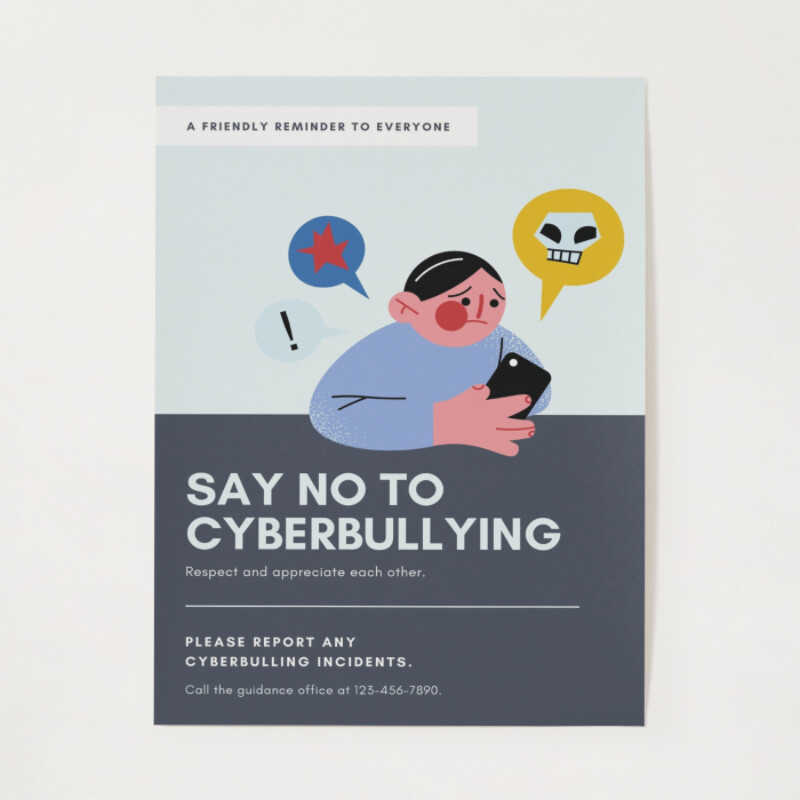 A FRIENDLY REMINDER TO EVERYONE
!
SAY NO TO
CYBERBULLYING
Respect and appreciate each other.
PLEASE REPORT ANY
CYBERBULLING INCIDENTS.
Call the guidance office at 123-456-7890.